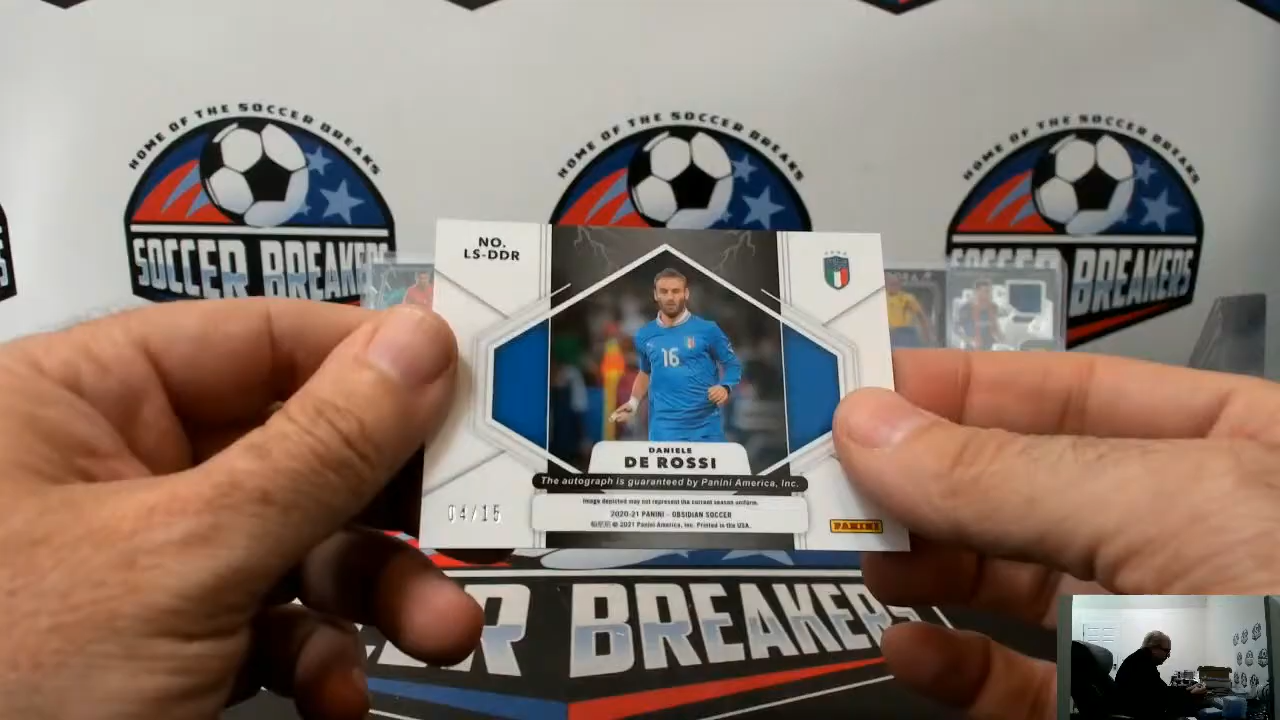 HOME OF THE SOCCER BREAKS
HOME OF THE SOCCER BREAKS
HOME OF THE SOCCER BREAKS
SOCCER BREAKERS
SOCCER BREAKERS
NO.
LS-DDR
16
DANIELE
DE ROSSI
The autograph is guaranteed by Panini America, Inc.
Image depicted may not represent the current season uniform.
2020-21 PANINI - OBSIDIAN SOCCER
© 2021 Panini America, Inc. Printed in the USA.
04/15
PANINI
ER BREAKERS